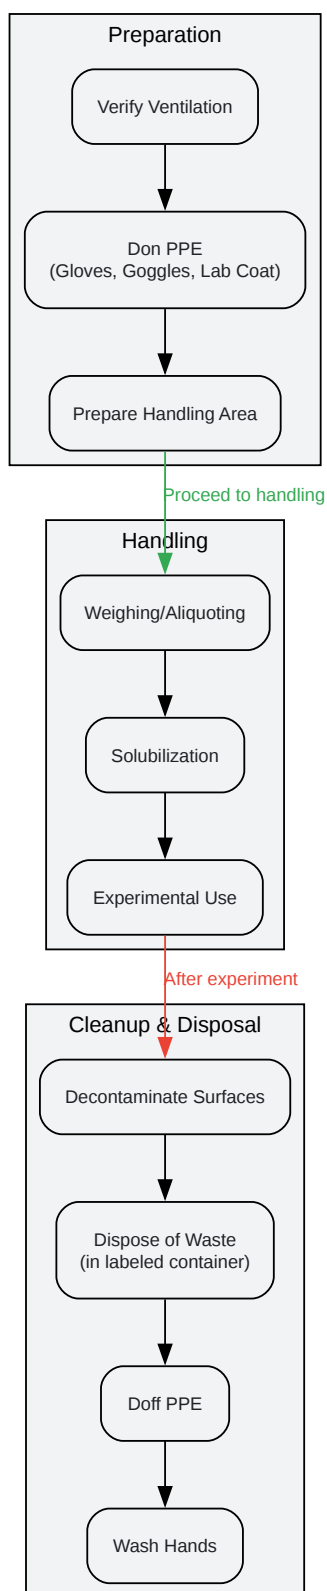 Preparation
Verify Ventilation
Don PPE
(Gloves, Goggles, Lab Coat)
Prepare Handling Area
Proceed to handling
Handling
Weighing/Aliquoting
Solubilization
Experimental Use
After experiment
Cleanup & Disposal
Decontaminate Surfaces
Dispose of Waste
(in labeled container)
Doff PPE
Wash Hands